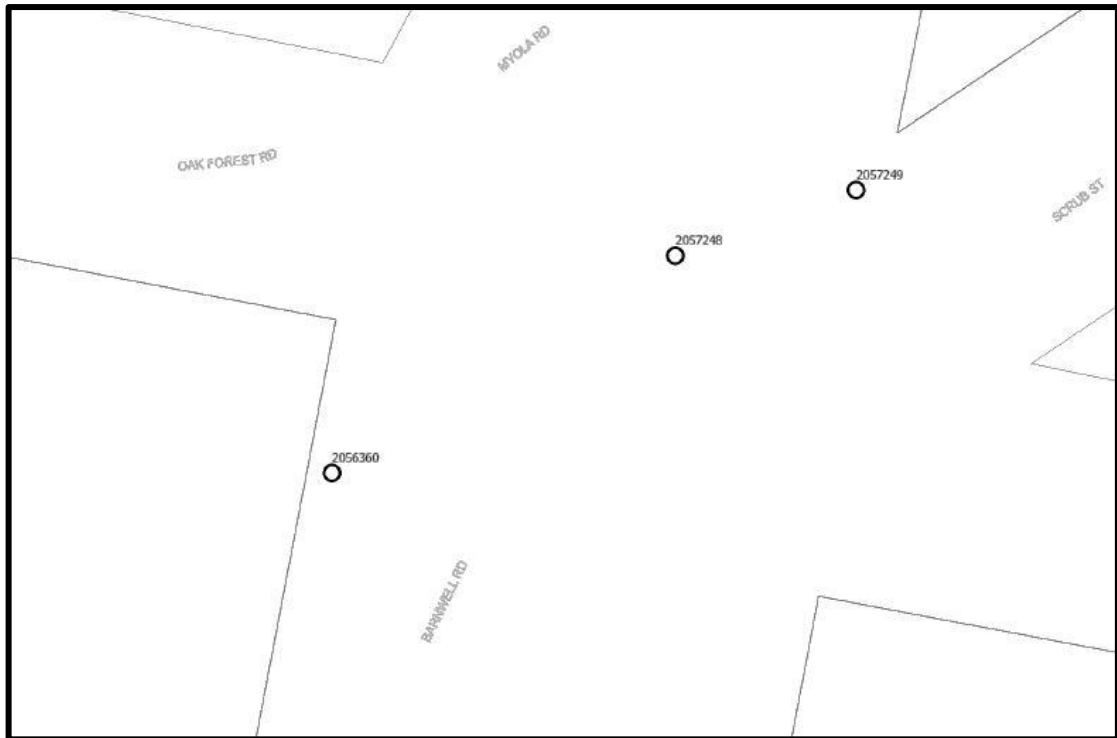 MYOLA RD
OAK FOREST RD
2057249
SCRUB ST
2057248
2056360
BARNWELL RD